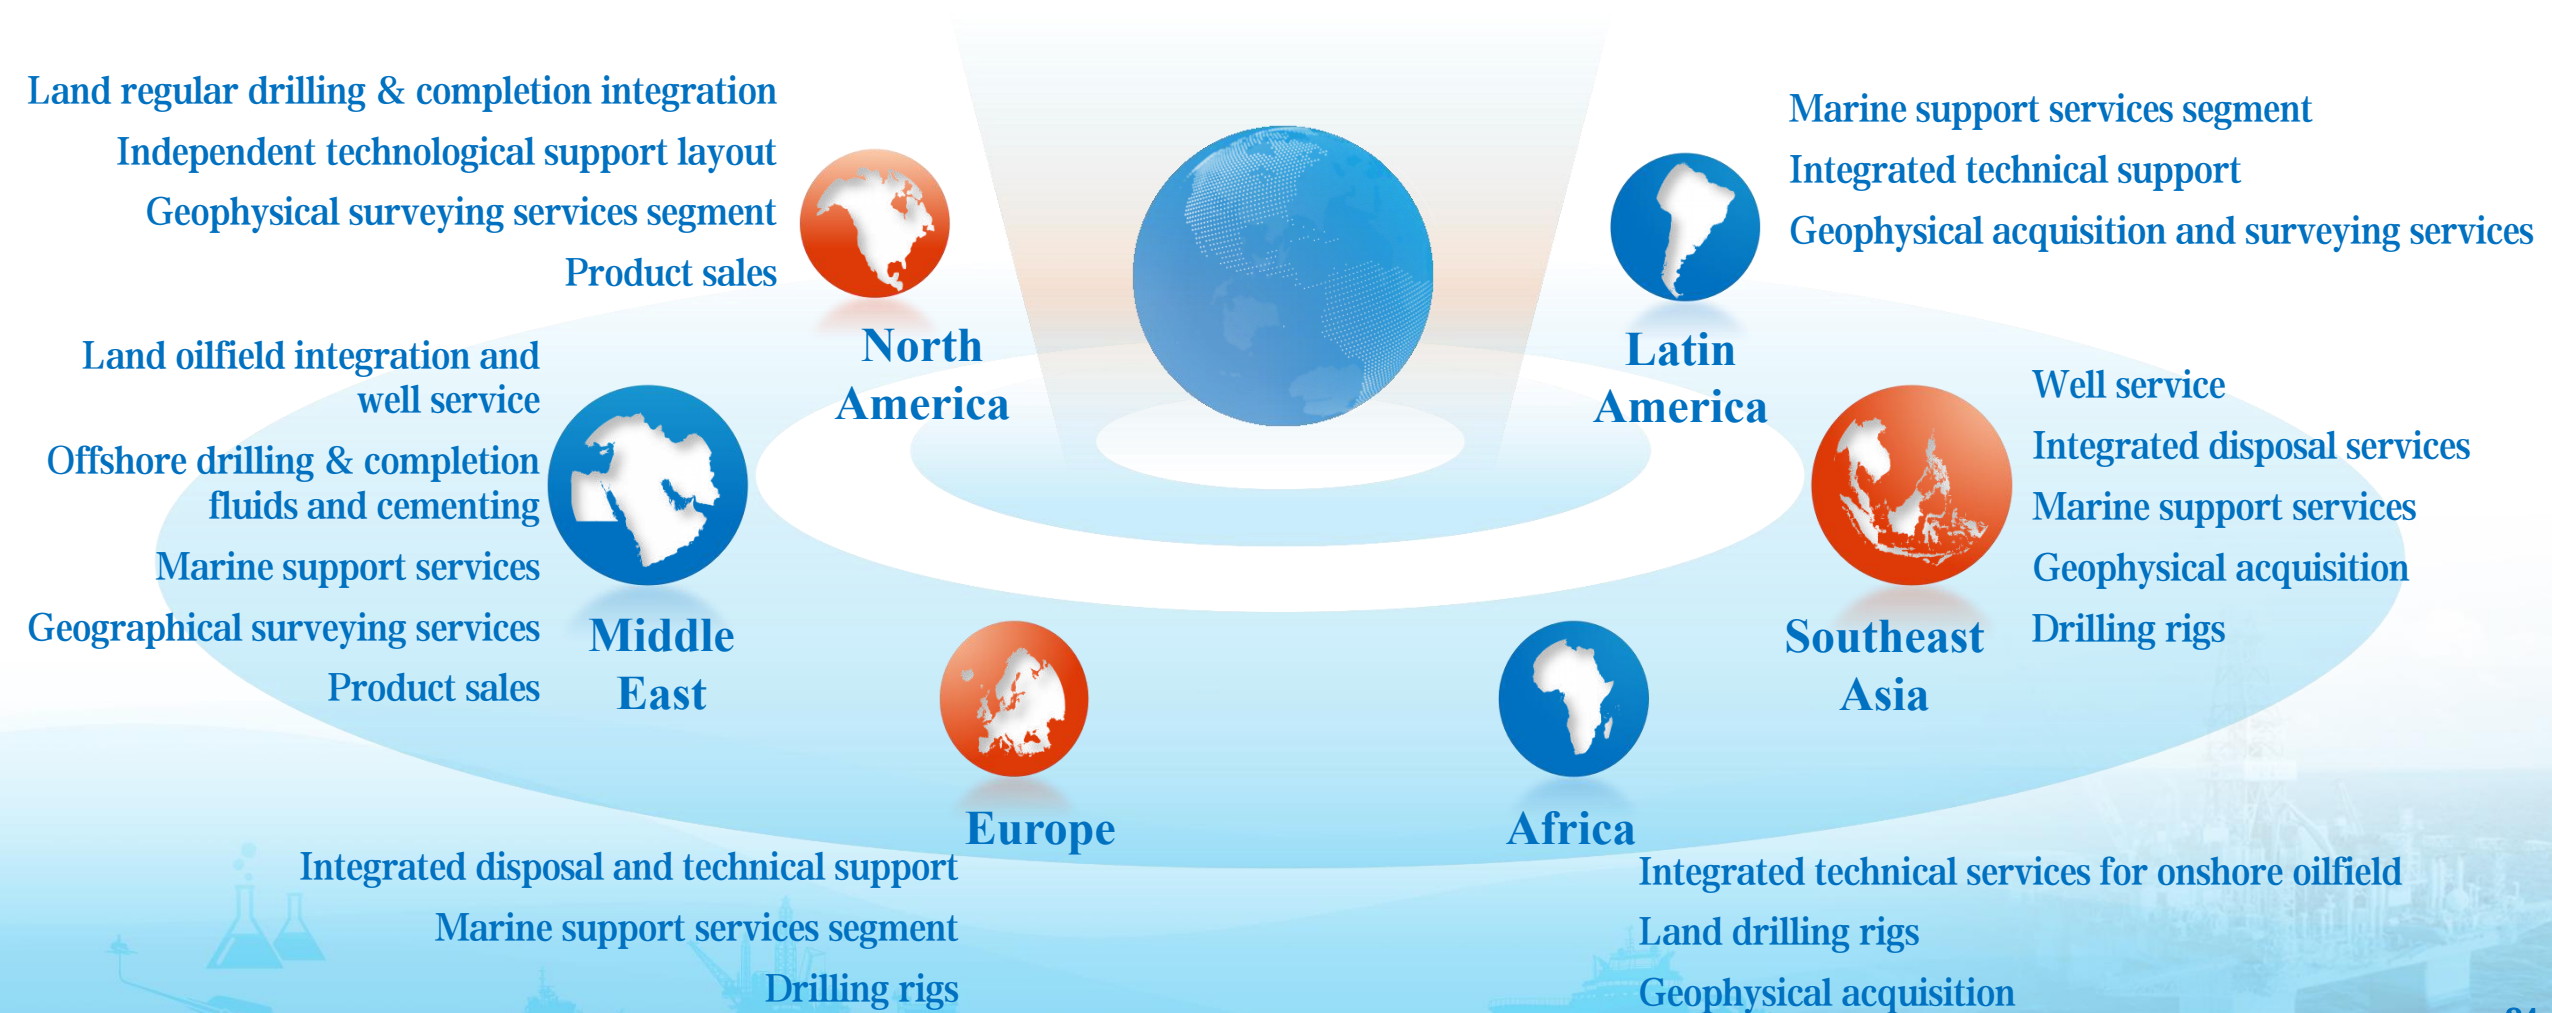 Land regular drilling & completion integration
Independent technological support layout
Geophysical surveying services segment
Product sales
North
America
Marine support services segment
Integrated technical support
Geophysical acquisition and surveying services
Latin
America
Land oilfield integration and
well service
Offshore drilling & completion
fluids and cementing
Marine support services
Geographical surveying services
Product sales
Middle
East
Well service
Integrated disposal services
Marine support services
Geophysical acquisition
Drilling rigs
Southeast
Asia
Europe
Integrated disposal and technical support
Marine support services segment
Drilling rigs
Africa
Integrated technical services for onshore oilfield
Land drilling rigs
Geophysical acquisition